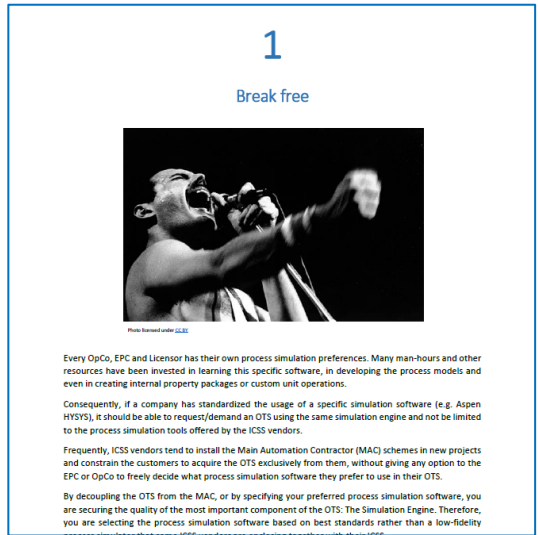 1
Break free
Photo licensed under CC BY
Every OpCo, EPC and Licensor has their own process simulation preferences. Many man-hours and other
resources have been invested in learning this specific software, in developing the process models and
even in creating internal property packages or custom unit operations.
Consequently, if a company has standardized the usage of a specific simulation software (e.g. Aspen
HYSYS), it should be able to request/demand an OTS using the same simulation engine and not be limited
to the process simulation tools offered by the ICSS vendors.
Frequently, ICSS vendors tend to install the Main Automation Contractor (MAC) schemes in new projects
and constrain the customers to acquire the OTS exclusively from them, without giving any option to the
EPC or OpCo to freely decide what process simulation software they prefer to use in their OTS.
By decoupling the OTS from the MAC, or by specifying your preferred process simulation software, you
are securing the quality of the most important component of the OTS: The Simulation Engine. Therefore,
you are selecting the process simulation software based on best standards rather than a low-fidelity